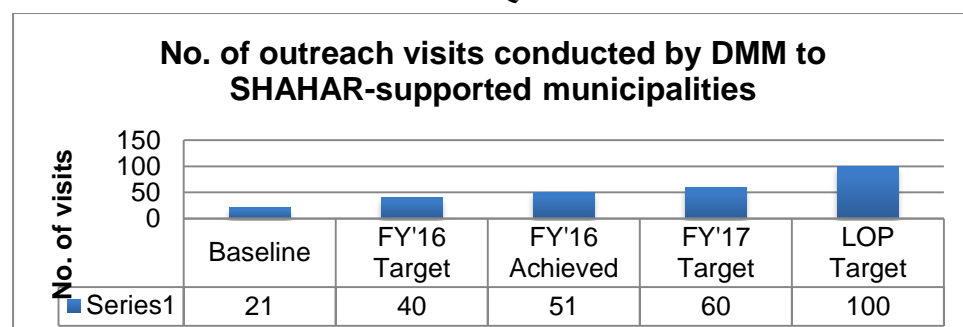 No. of outreach visits conducted by DMM to
SHAHAR-supported municipalities
No. of visits
150
100
50
0
Baseline FY'16 Target FY'16 Achieved FY'17 Target LOP Target
Series1 21 40 51 60 100